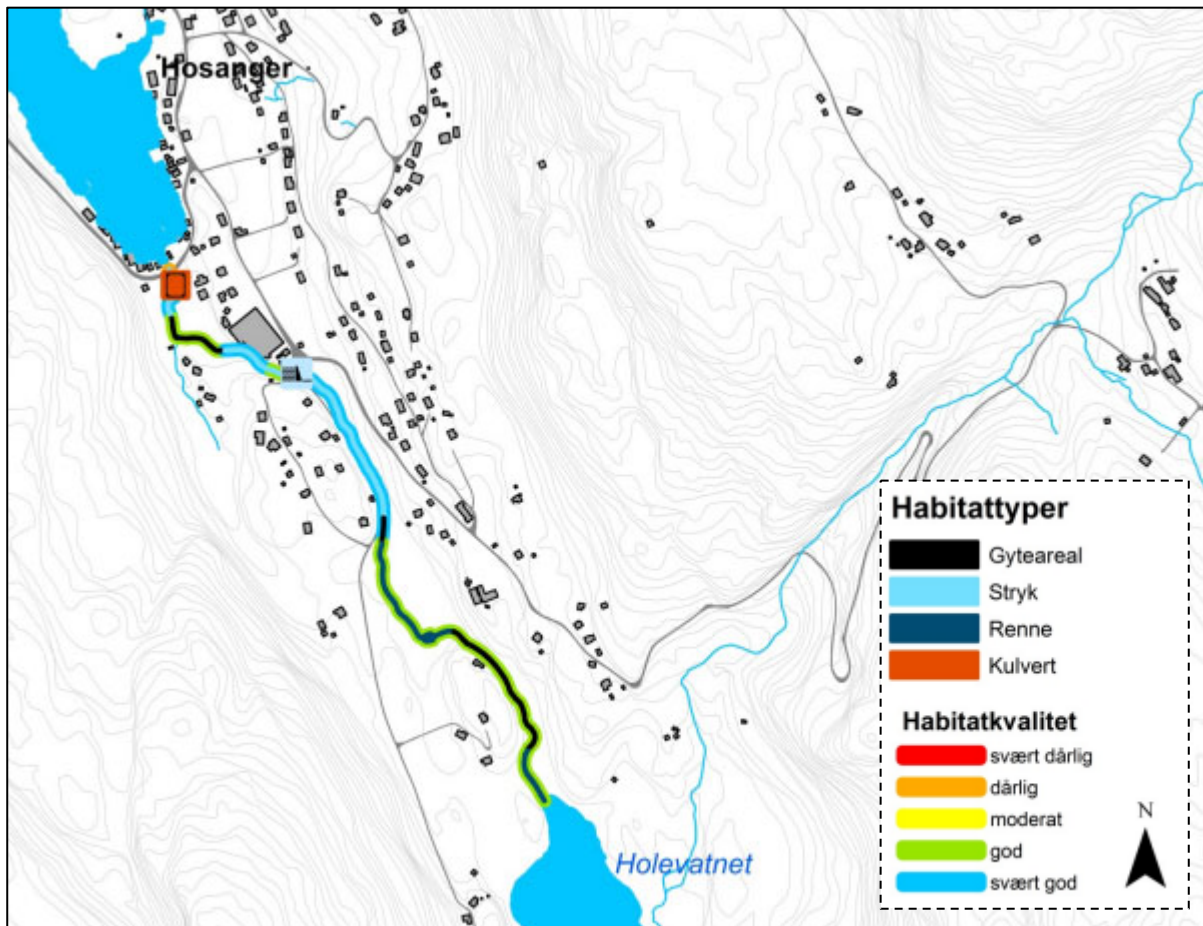 Hosanger
Holevatnet
Habitattyper
Gyteareal
Stryk
Renne
Kulvert
Habitatkvalitet
svært dårlig
dårlig
moderat
god
svært god
N